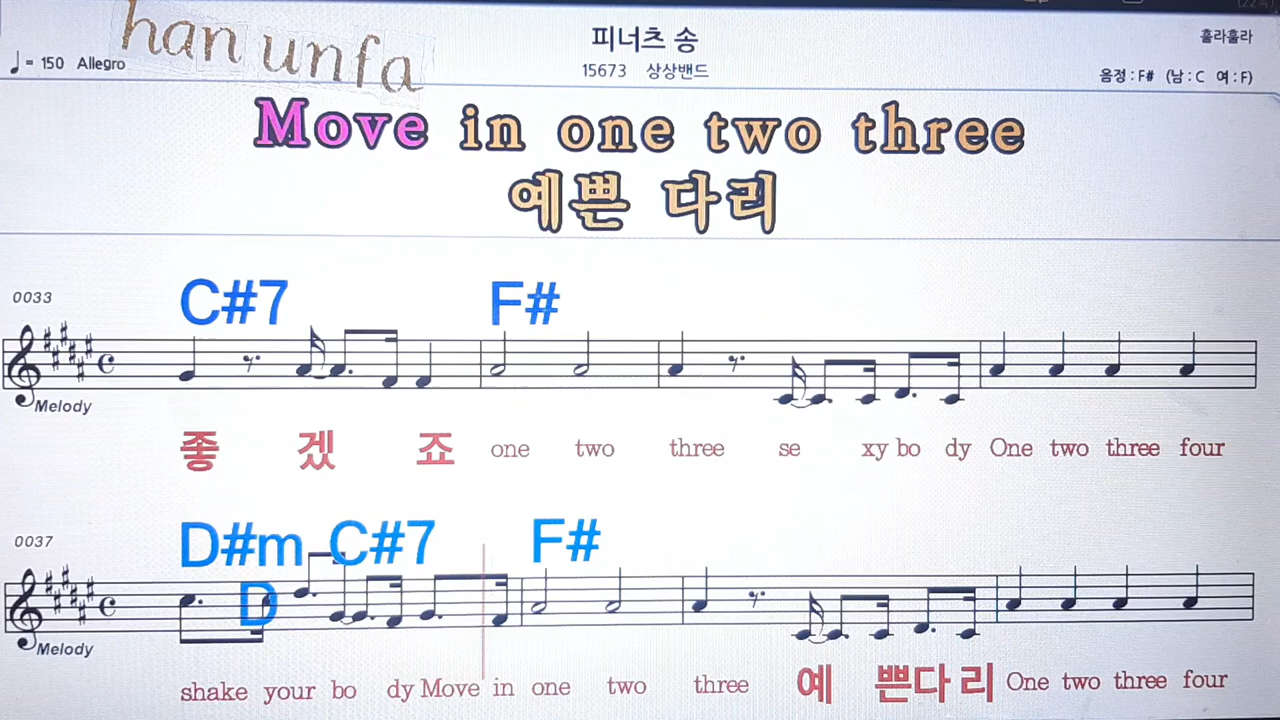 han unfa
피너츠 송
훌라훌라
♩= 150 Allegro
15673 상상밴드
음정 : F# (남 : C 여 : F)
Move in one two three
예쁜 다리
C#7 F#
0033
Melody
좋 겠 죠 one two three se xy bo dy One two three four
D#m C#7 F#
0037
D
Melody
shake your bo dy Move in one two three 예 쁜다 리 One two three four